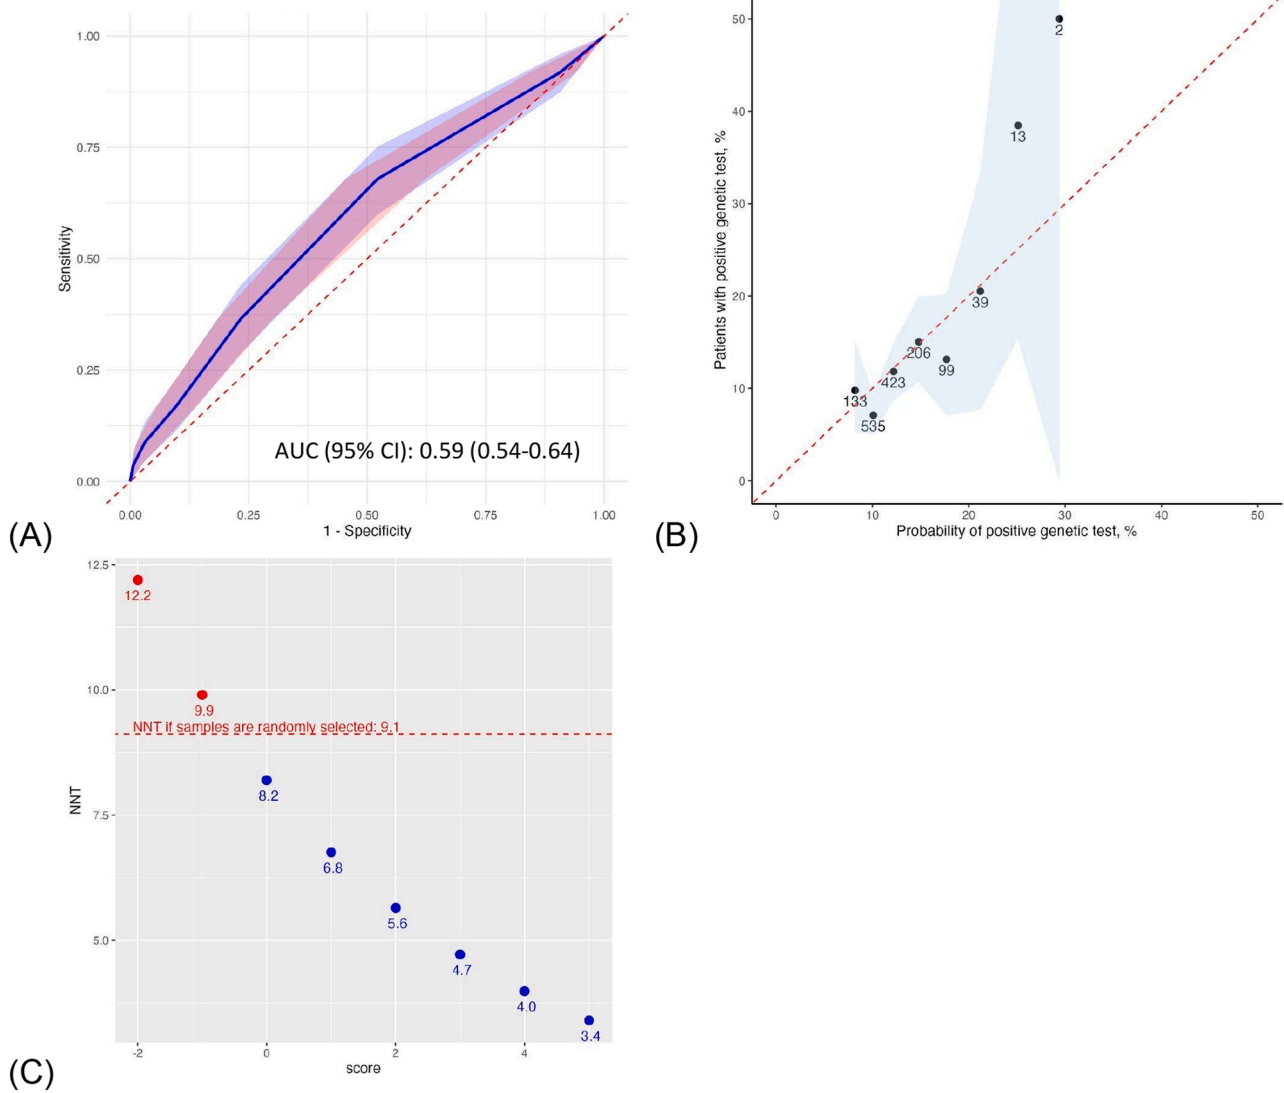 1.00
0.75
0.50
0.25
0.00
Sensitivity
AUC (95% CI): 0.59 (0.54-0.64)
0.00 0.25 0.50 0.75 1.00
1 - Specificity
(A)
50
40
30
20
10
0
Patients with positive genetic test, %
2
13
39
206
99
423
133
535
0 10 20 30 40 50
Probability of positive genetic test, %
(B)
12.5
10.0
7.5
5.0
NNT
12.2
9.9
NNT if samples are randomly selected: 9.1
8.2
6.8
5.6
4.7
4.0
3.4
-2 0 2 4
score
(C)